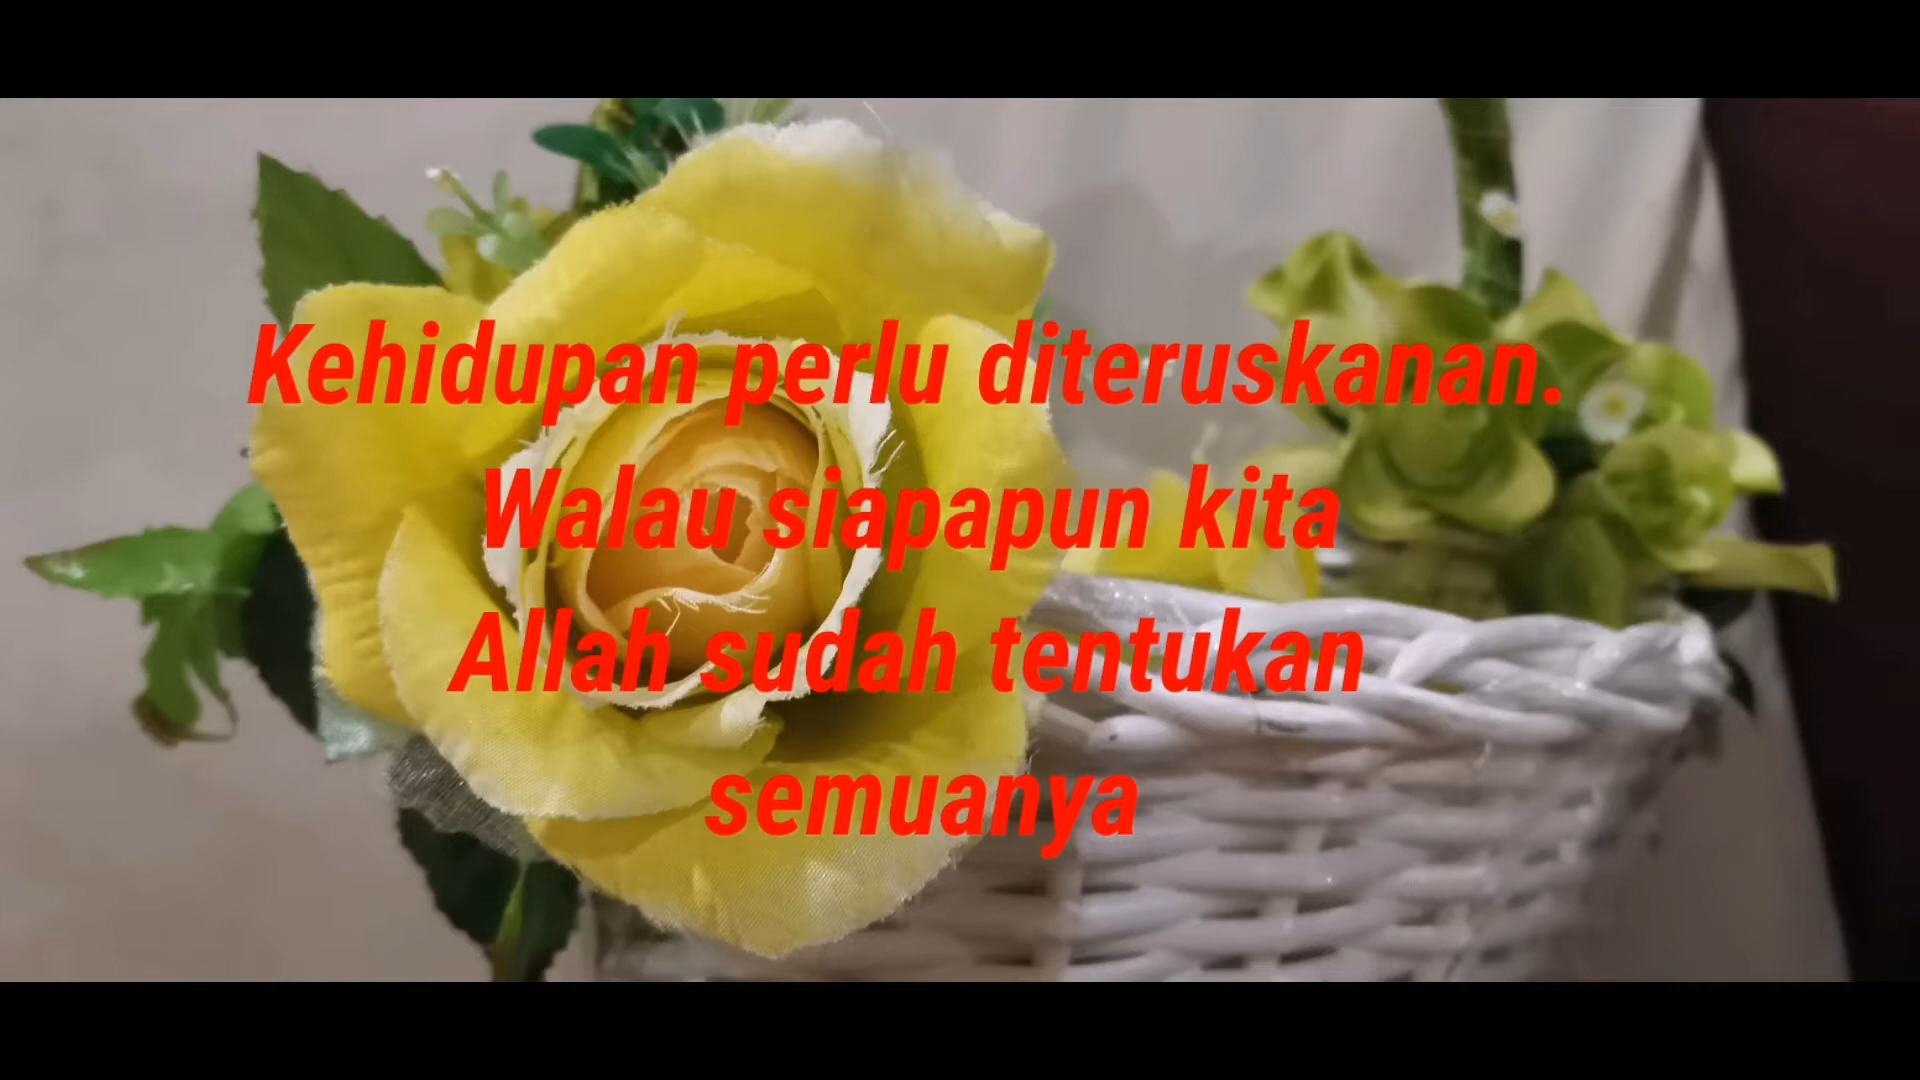 Kehidupan perlu diteruskanan.
Walau siapapun kita
Allah sudah tentukan
semuanya